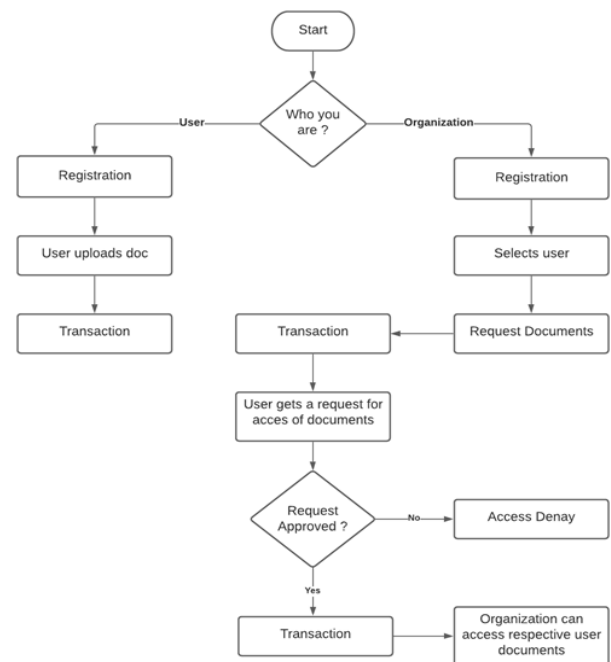 Start
Who you
are ?
User
Organization
Registration
Registration
User uploads doc
Selects user
Transaction
Transaction
Request Documents
User gets a request for
acces of documents
Request
Approved ?
No
Access Denay
Yes
Transaction
Organization can
access respective user
documents